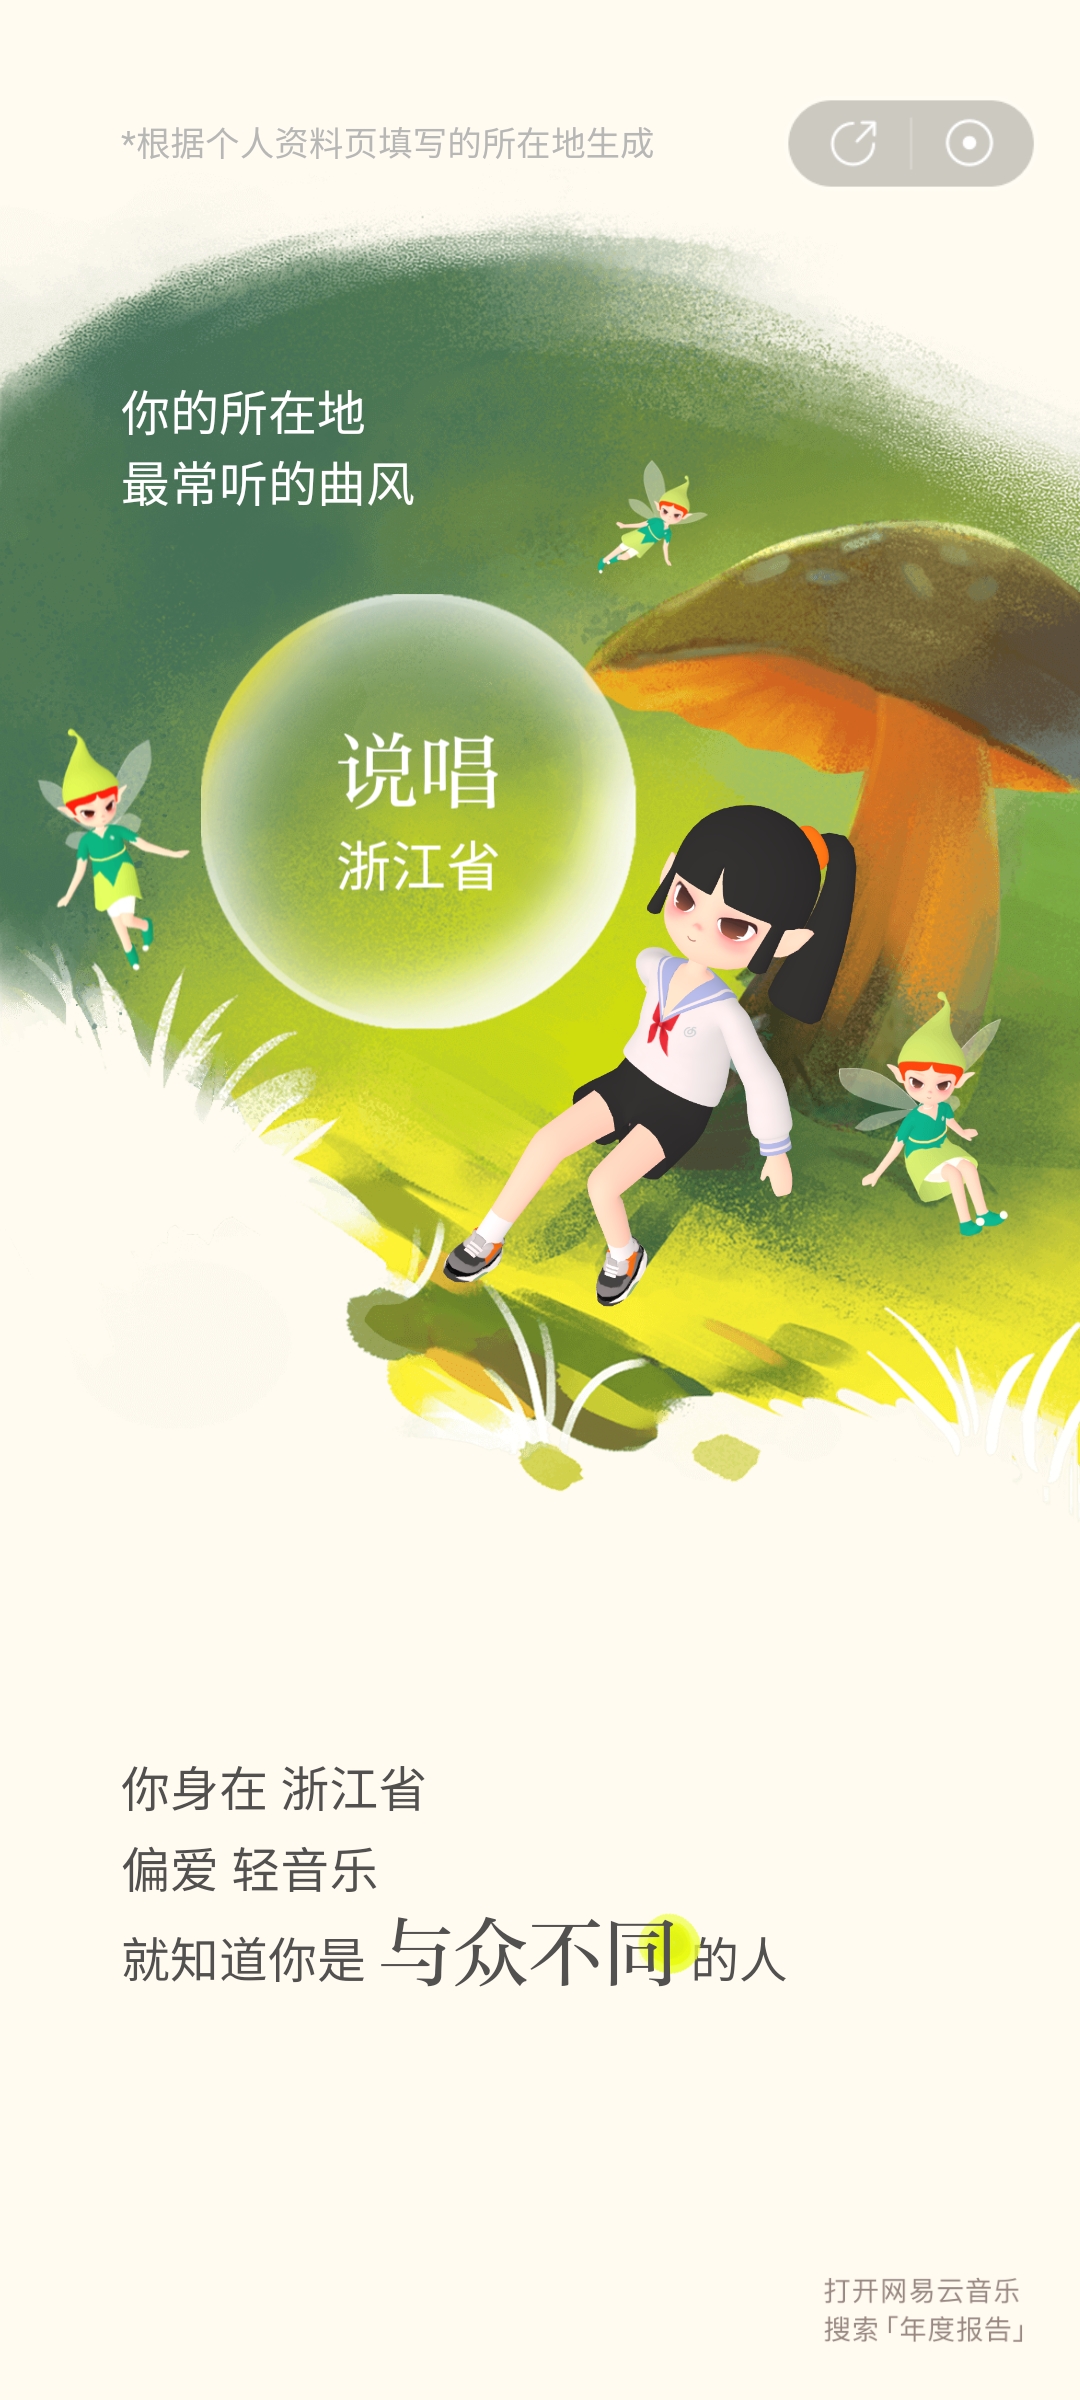 *根据个人资料页填写的所在地生成
你的所在地
最常听的曲风
说唱
浙江省
你身在 浙江省
偏爱 轻音乐
就知道你是 与众不同 的人
打开网易云音乐
搜索「年度报告」